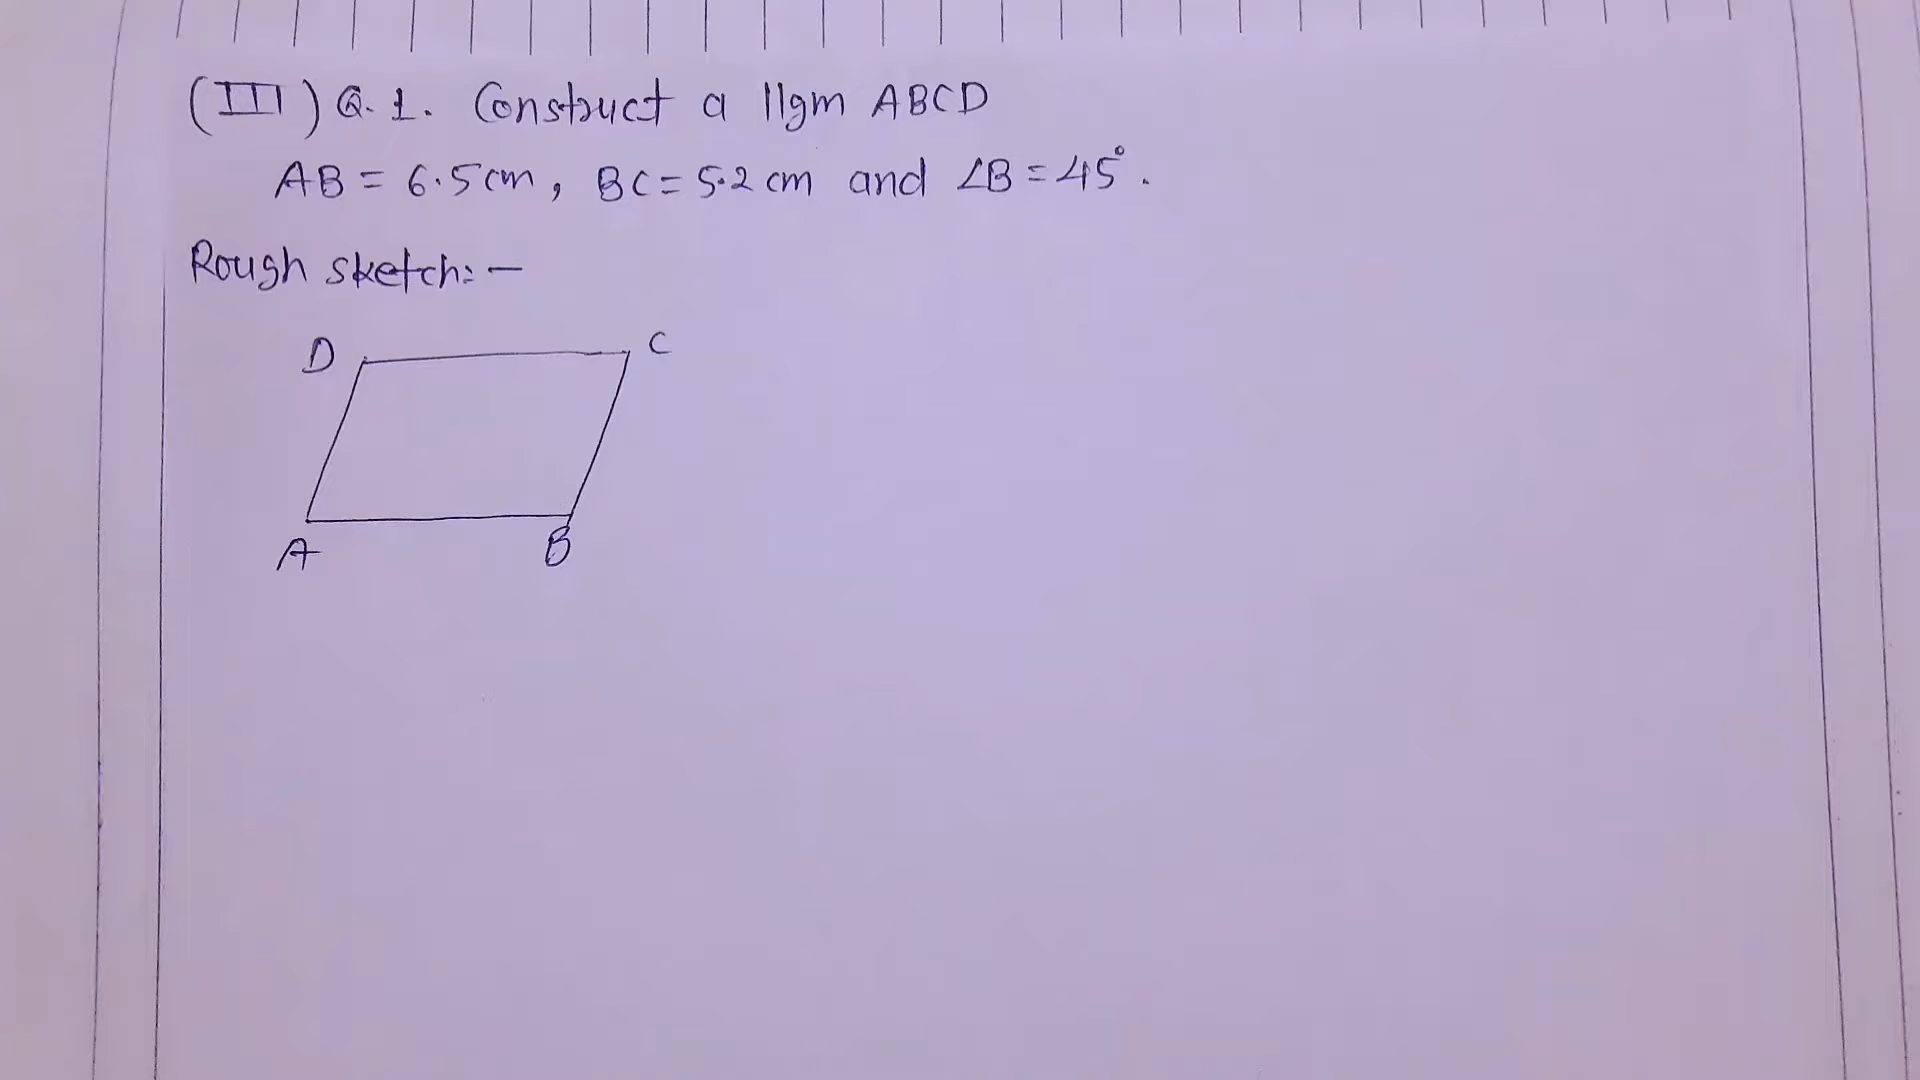 (III) Q.1. Construct a llgm ABCD
AB = 6.5cm, BC = 5.2 cm and ∠B = 45°.
Rough sketch:-
D C
A B